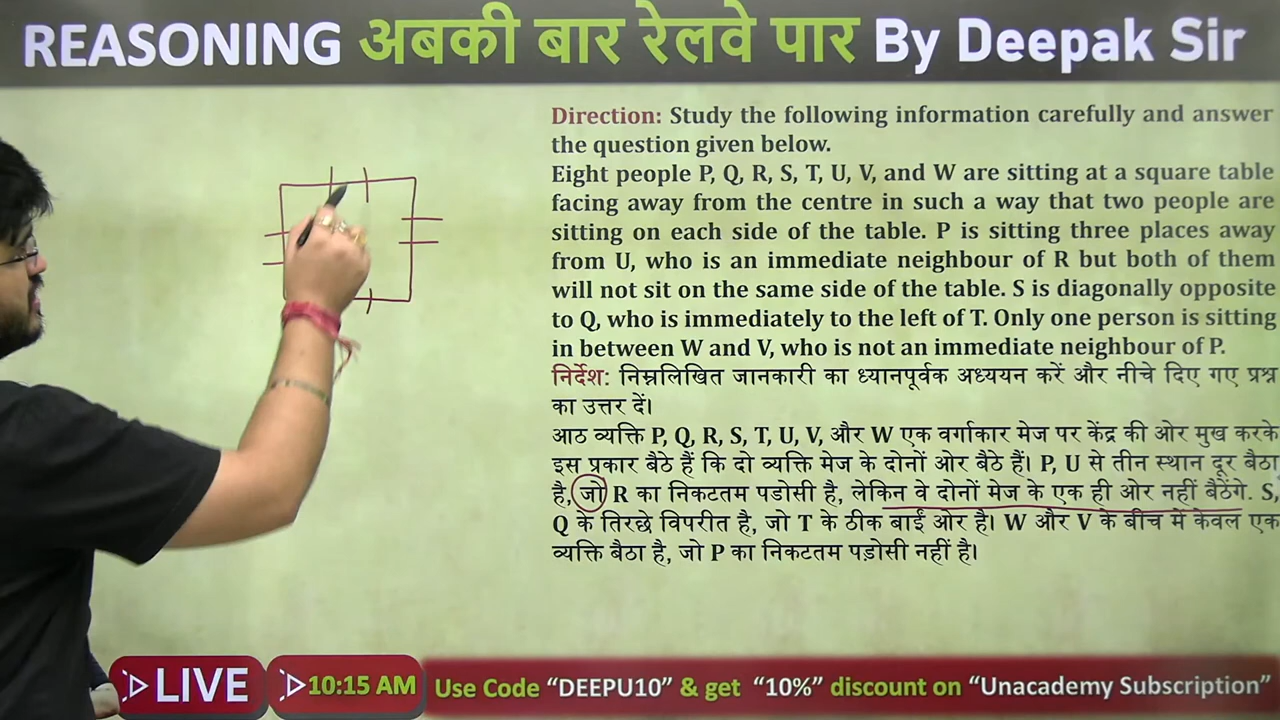 REASONING अबकी बार रेलवे पार By Deepak Sir
Direction: Study the following information carefully and answer
the question given below.
Eight people P, Q, R, S, T, U, V, and W are sitting at a square table
facing away from the centre in such a way that two people are
sitting on each side of the table. P is sitting three places away
from U, who is an immediate neighbour of R but both of them
will not sit on the same side of the table. S is diagonally opposite
to Q, who is immediately to the left of T. Only one person is sitting
in between W and V, who is not an immediate neighbour of P.
निर्देश: निम्नलिखित जानकारी का ध्यानपूर्वक अध्ययन करें और नीचे दिए गए प्रश्न
का उत्तर दें।
आठ व्यक्ति P, Q, R, S, T, U, V, और W एक वर्गाकार मेज पर केंद्र की ओर मुख करके
इस प्रकार बैठे हैं कि दो व्यक्ति मेज के दोनों ओर बैठे हैं। P, U से तीन स्थान दूर बैठा
है, जो R का निकटतम पडोसी है, लेकिन वे दोनों मेज के एक ही ओर नहीं बैठेंगे. S,
Q के तिरछे विपरीत है, जो T के ठीक बाईं ओर है। W और V के बीच में केवल एक
व्यक्ति बैठा है, जो P का निकटतम पड़ोसी नहीं है।
LIVE
10:15 AM
Use Code “DEEPU10” & get “10%” discount on “Unacademy Subscription”